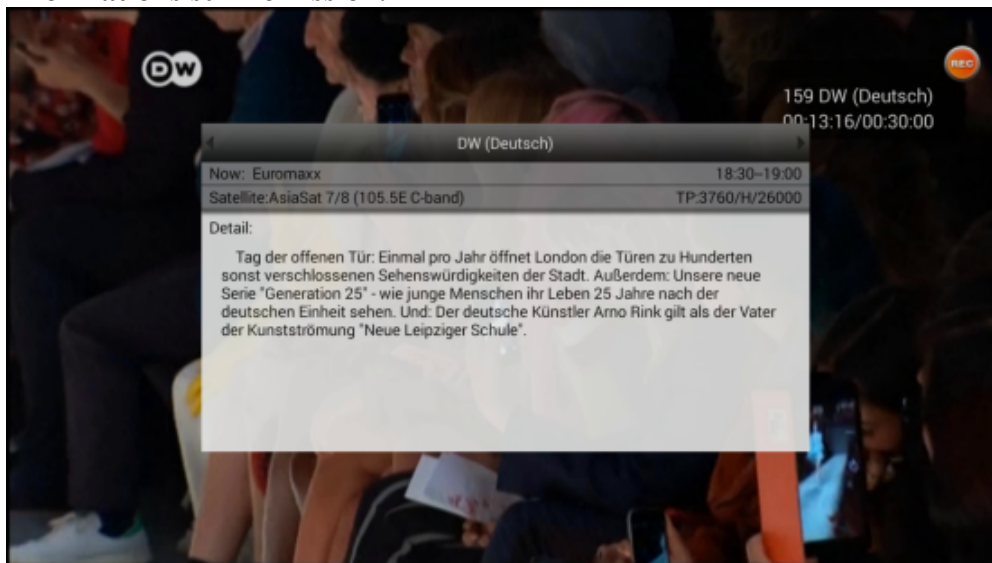 DW
REC
159 DW (Deutsch)
00:13:16/00:30:00
DW (Deutsch)
Now: Euromaxx 18:30–19:00
Satellite:AsiaSat 7/8 (105.5E C-band) TP:3760/H/26000
Detail:
Tag der offenen Tür: Einmal pro Jahr öffnet London die Türen zu Hunderten
sonst verschlossenen Sehenswürdigkeiten der Stadt. Außerdem: Unsere neue
Serie "Generation 25" - wie junge Menschen ihr Leben 25 Jahre nach der
deutschen Einheit sehen. Und: Der deutsche Künstler Arno Rink gilt als der Vater
der Kunstströmung "Neue Leipziger Schule".